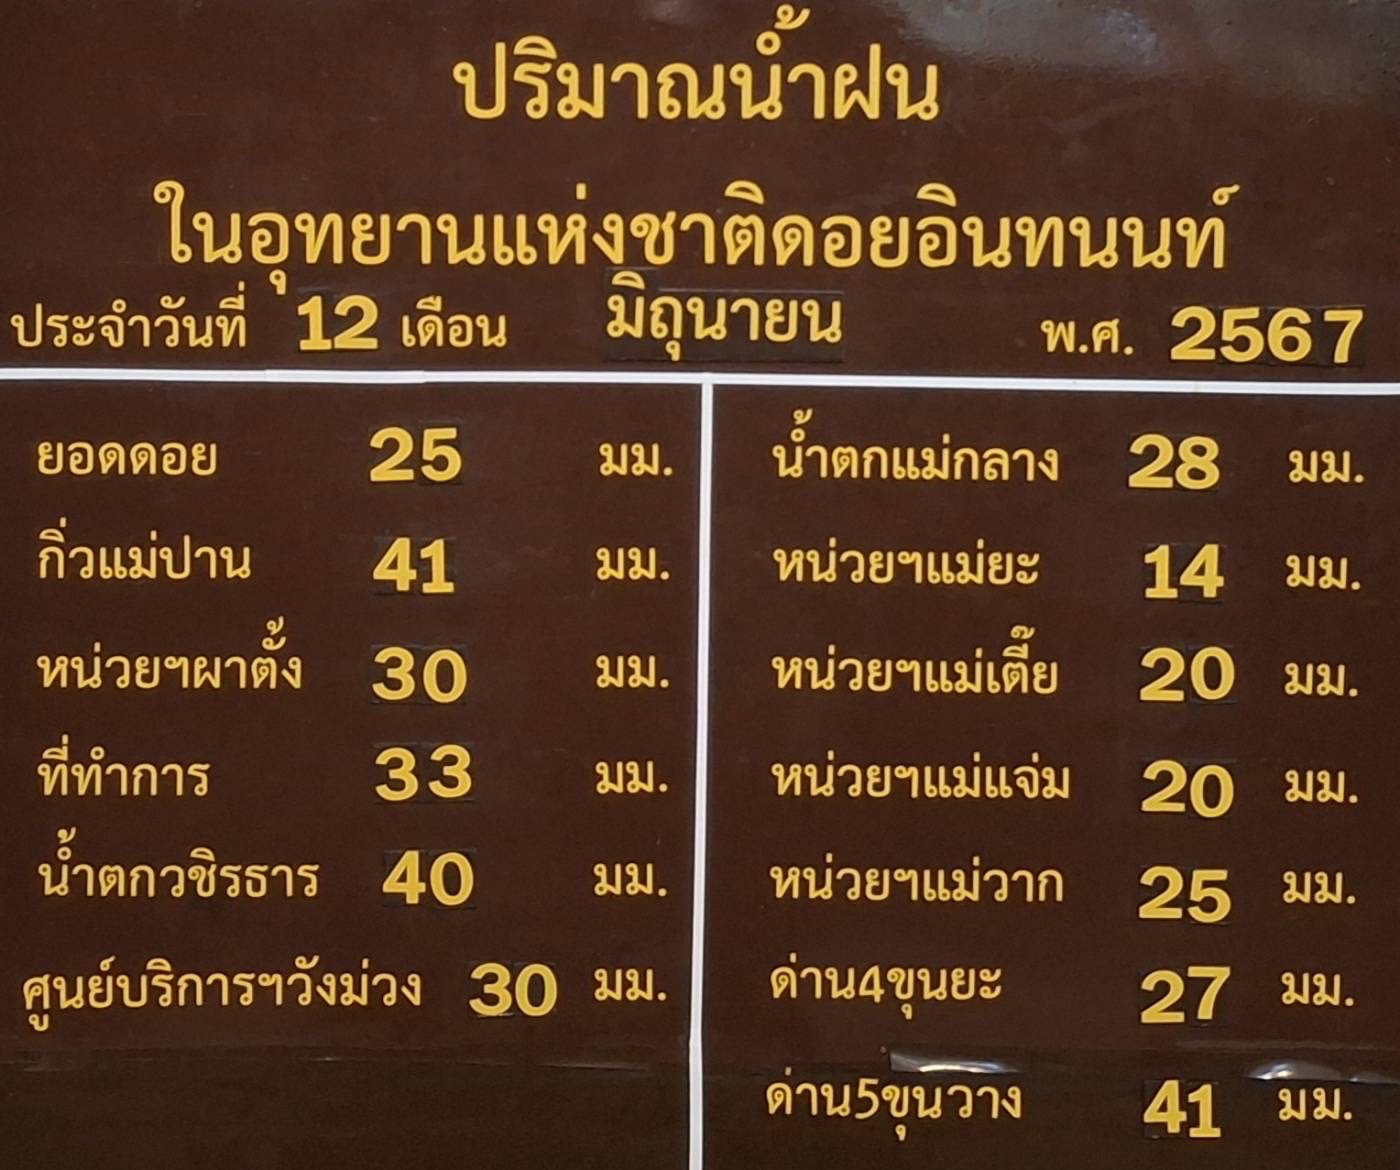 ปริมาณน้ำฝน
ในอุทยานแห่งชาติดอยอินทนนท์
ประจำวันที่ 12 เดือน มิถุนายน พ.ศ. 2567
ยอดดอย 25 มม.
กิ่วแม่ปาน 41 มม.
หน่วยฯผาตั้ง 30 มม.
ที่ทำการ 33 มม.
น้ำตกวชิรธาร 40 มม.
ศูนย์บริการฯวังม่วง 30 มม.
น้ำตกแม่กลาง 28 มม.
หน่วยฯแม่ยะ 14 มม.
หน่วยฯแม่เตี๊ย 20 มม.
หน่วยฯแม่แจ่ม 20 มม.
หน่วยฯแม่วาก 25 มม.
ด่าน4ขุนยะ 27 มม.
ด่าน5ขุนวาง 41 มม.